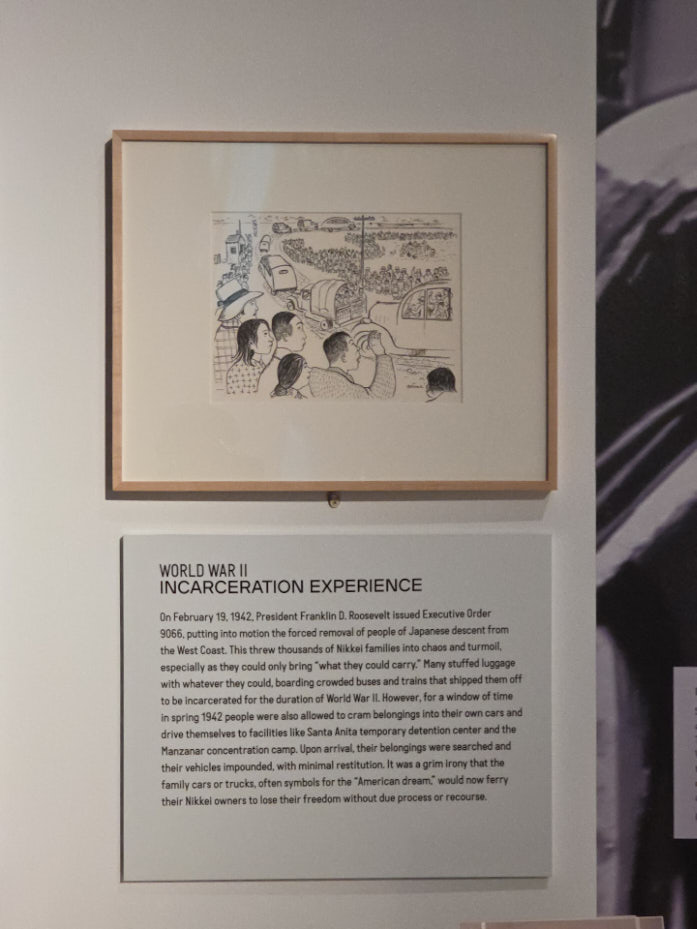 WORLD WAR II
INCARCERATION EXPERIENCE
On February 19, 1942, President Franklin D. Roosevelt issued Executive Order
9066, putting into motion the forced removal of people of Japanese descent from
the West Coast. This threw thousands of Nikkei families into chaos and turmoil,
especially as they could only bring “what they could carry.” Many stuffed luggage
with whatever they could, boarding crowded buses and trains that shipped them off
to be incarcerated for the duration of World War II. However, for a window of time
in spring 1942 people were also allowed to cram belongings into their own cars and
drive themselves to facilities like Santa Anita temporary detention center and the
Manzanar concentration camp. Upon arrival, their belongings were searched and
their vehicles impounded, with minimal restitution. It was a grim irony that the
family cars or trucks, often symbols for the “American dream,” would now ferry
their Nikkei owners to lose their freedom without due process or recourse.